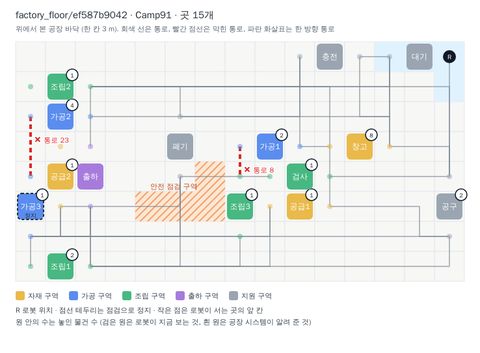 factory_floor/ef587b9042 · Camp91 · 곳 15개
위에서 본 공장 바닥 (한 칸 3 m). 회색 선은 통로, 빨간 점선은 막힌 통로, 파란 화살표는 한 방향 통로
충전
대기
R
조립2
1
가공2
4
✕ 통로 23
폐기
가공1
2
창고
8
공급2
1
출하
✕ 통로 8
검사
1
안전 점검 구역
가공3
1
정지
조립3
1
공급1
1
공구
2
조립1
2
자재 구역
가공 구역
조립 구역
출하 구역
지원 구역
R 로봇 위치 · 점선 테두리는 점검으로 정지 · 작은 점은 로봇이 서는 곳의 앞 칸
원 안의 수는 놓인 물건 수 (검은 원은 로봇이 지금 보는 것, 흰 원은 공장 시스템이 알려 준 것)